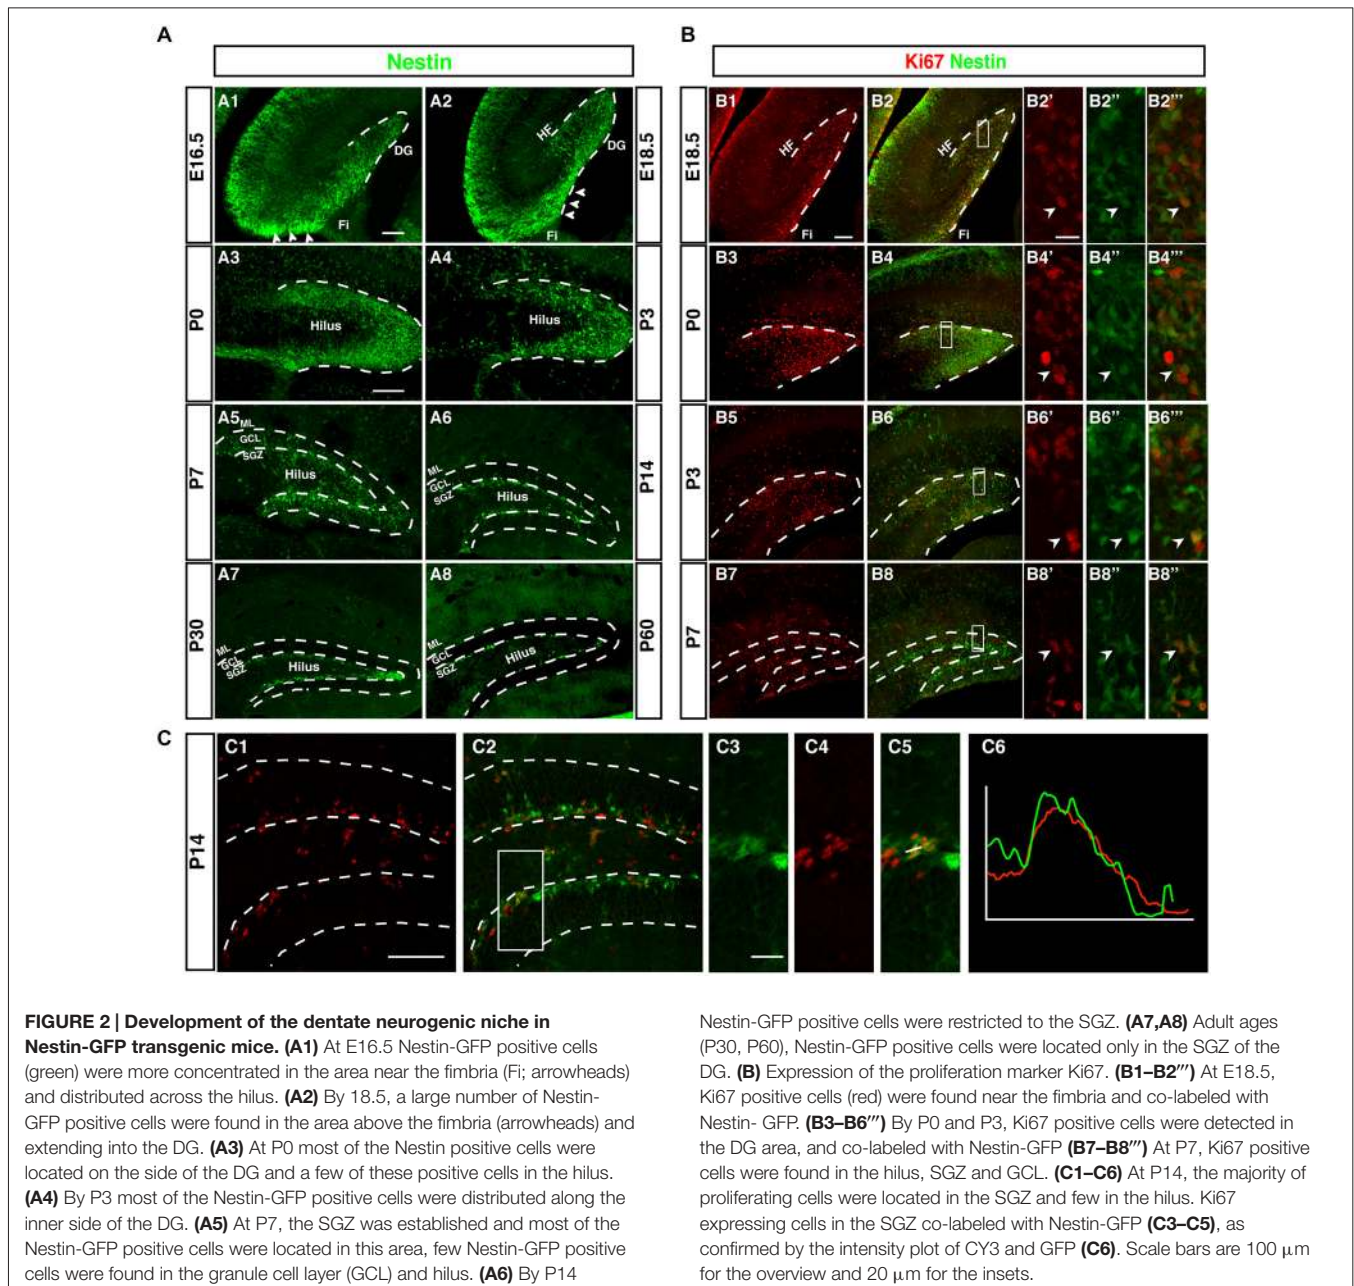 A
Nestin
E16.5
A1
DG
Fi
A2
HF
DG
Fi
E18.5
P0
A3
Hilus
A4
Hilus
P3
P7
A5
ML
GCL
SGZ
Hilus
A6
ML
GCL
SGZ
Hilus
P14
P30
A7
ML
GCL
SGZ
Hilus
A8
ML
GCL
SGZ
Hilus
P60
B
Ki67 Nestin
E18.5
B1
HF
Fi
B2
HF
Fi
B2'
B2''
B2'''
P0
B3
B4
B4'
B4''
B4'''
P3
B5
B6
B6'
B6''
B6'''
P7
B7
B8
B8'
B8''
B8''
C
P14
C1
C2
C3
C4
C5
C6
FIGURE 2 | Development of the dentate neurogenic niche in
Nestin-GFP transgenic mice. (A1) At E16.5 Nestin-GFP positive cells
(green) were more concentrated in the area near the fimbria (Fi; arrowheads)
and distributed across the hilus. (A2) By 18.5, a large number of Nestin-
GFP positive cells were found in the area above the fimbria (arrowheads) and
extending into the DG. (A3) At P0 most of the Nestin positive cells were
located on the side of the DG and a few of these positive cells in the hilus.
(A4) By P3 most of the Nestin-GFP positive cells were distributed along the
inner side of the DG. (A5) At P7, the SGZ was established and most of the
Nestin-GFP positive cells were located in this area, few Nestin-GFP positive
cells were found in the granule cell layer (GCL) and hilus. (A6) By P14
Nestin-GFP positive cells were restricted to the SGZ. (A7,A8) Adult ages
(P30, P60), Nestin-GFP positive cells were located only in the SGZ of the
DG. (B) Expression of the proliferation marker Ki67. (B1–B2′′′) At E18.5,
Ki67 positive cells (red) were found near the fimbria and co-labeled with
Nestin- GFP. (B3–B6′′′) By P0 and P3, Ki67 positive cells were detected in
the DG area, and co-labeled with Nestin-GFP (B7–B8′′′) At P7, Ki67 positive
cells were found in the hilus, SGZ and GCL. (C1–C6) At P14, the majority of
proliferating cells were located in the SGZ and few in the hilus. Ki67
expressing cells in the SGZ co-labeled with Nestin-GFP (C3–C5), as
confirmed by the intensity plot of CY3 and GFP (C6). Scale bars are 100 μm
for the overview and 20 μm for the insets.